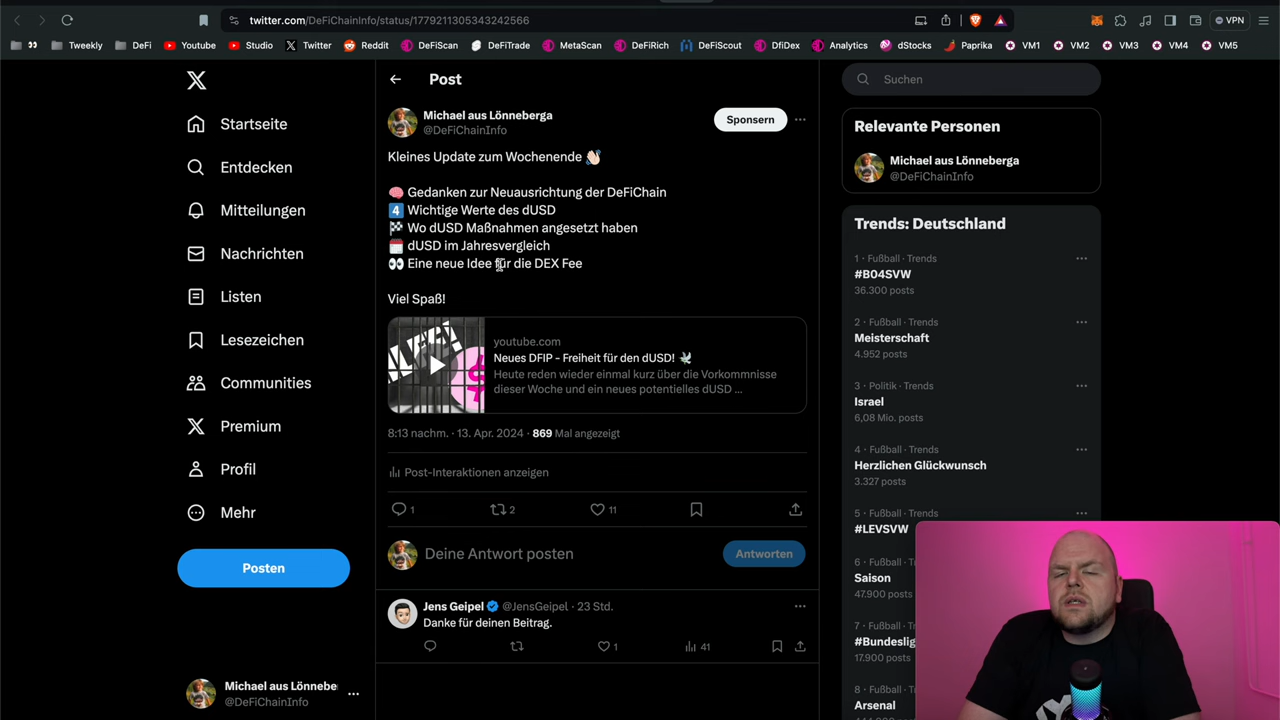 twitter.com/DeFiChainInfo/status/1779211305343242566
VPN
👀 Tweekly DeFi Youtube Studio Twitter Reddit DeFiScan DeFiTrade MetaScan DeFiRich DeFiScout DfiDex Analytics dStocks Paprika VM1 VM2 VM3 VM4 VM5
Startseite
Entdecken
Mitteilungen
Nachrichten
Listen
Lesezeichen
Communities
Premium
Profil
Mehr
Posten
Michael aus Lönnebe
@DeFiChainInfo
Post
Michael aus Lönneberga
@DeFiChainInfo
Sponsern
Kleines Update zum Wochenende 👋🏻
🧠 Gedanken zur Neuausrichtung der DeFiChain
4️⃣ Wichtige Werte des dUSD
🏁 Wo dUSD Maßnahmen angesetzt haben
🗓️ dUSD im Jahresvergleich
👀 Eine neue Idee für die DEX Fee
Viel Spaß!
youtube.com
Neues DFIP - Freiheit für den dUSD! 🕊️
Heute reden wieder einmal kurz über die Vorkommnisse
dieser Woche und ein neues potentielles dUSD ...
8:13 nachm. · 13. Apr. 2024 · 869 Mal angezeigt
Post-Interaktionen anzeigen
1 2 11
Deine Antwort posten
Antworten
Jens Geipel @JensGeipel · 23 Std.
Danke für deinen Beitrag.
1 41
Suchen
Relevante Personen
Michael aus Lönneberga
@DeFiChainInfo
Trends: Deutschland
1 · Fußball · Trends
#B04SVW
36.300 posts
2 · Fußball · Trends
Meisterschaft
4.952 posts
3 · Politik · Trends
Israel
6,08 Mio. posts
4 · Fußball · Trends
Herzlichen Glückwunsch
3.327 posts
5 · Fußball · Trends
#LEVSVW
6 · Fußball · Trends
Saison
47.900 posts
7 · Fußball · Trends
#Bundeslig
17.900 posts
8 · Fußball · Trends
Arsenal